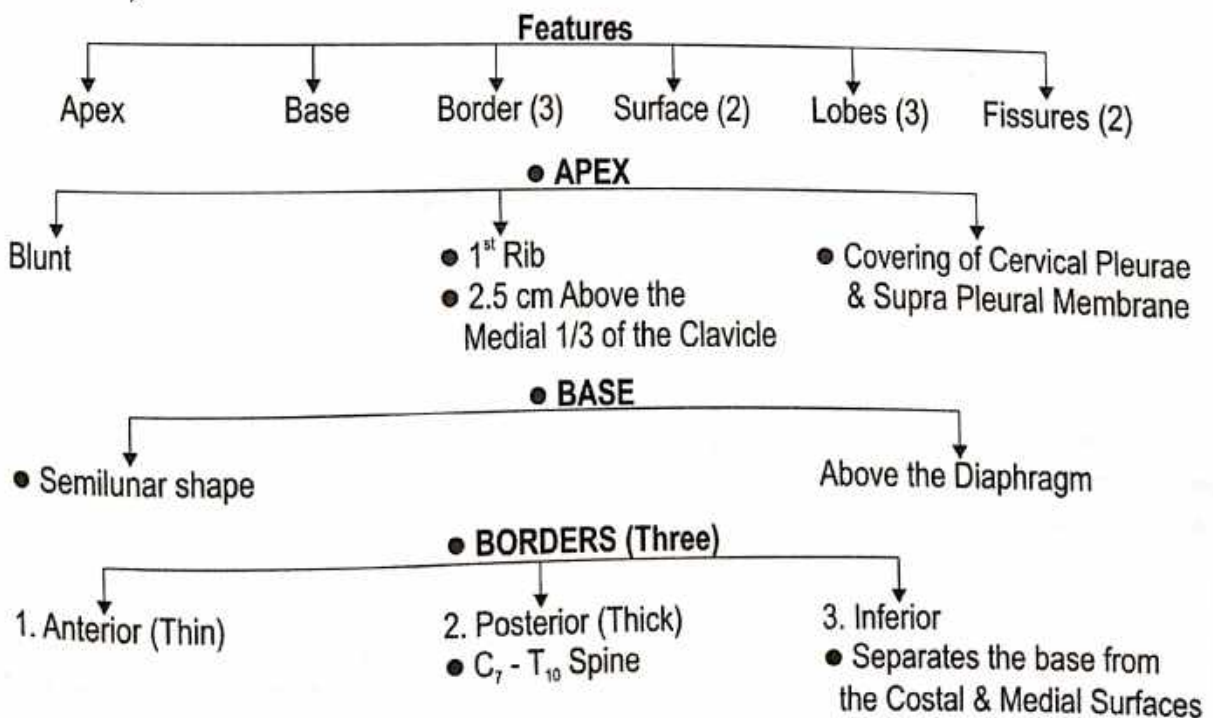 Features
Apex Base Border (3) Surface (2) Lobes (3) Fissures (2)
● APEX
Blunt
● 1st Rib
● 2.5 cm Above the
Medial 1/3 of the Clavicle
● Covering of Cervical Pleurae
& Supra Pleural Membrane
● BASE
● Semilunar shape
Above the Diaphragm
● BORDERS (Three)
1. Anterior (Thin)
2. Posterior (Thick)
● C₇ - T₁₀ Spine
3. Inferior
● Separates the base from
the Costal & Medial Surfaces